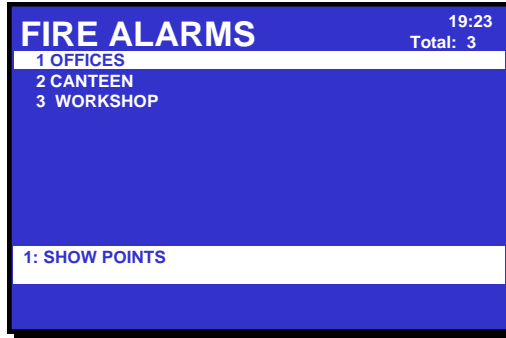 FIRE ALARMS
19:23
Total: 3
1 OFFICES
2 CANTEEN
3 WORKSHOP
1: SHOW POINTS